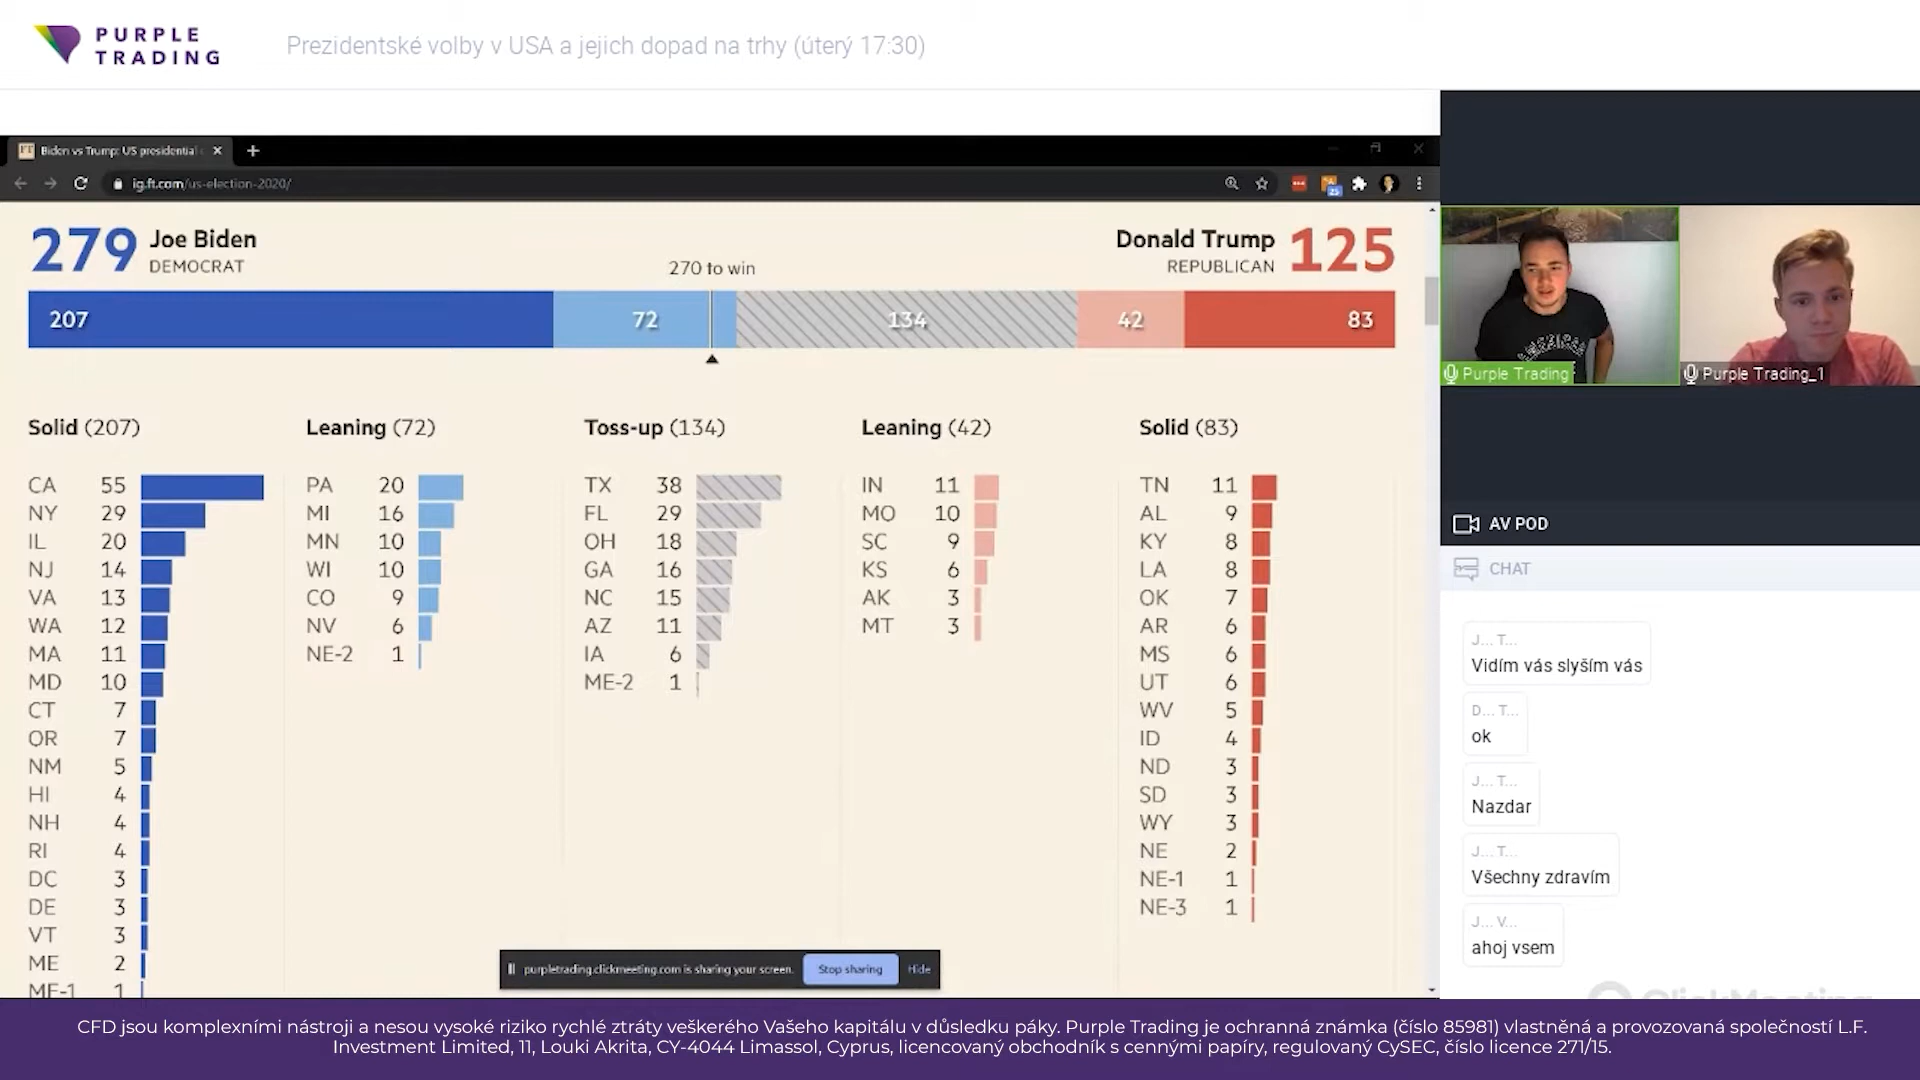 PURPLE
TRADING
Prezidentské volby v USA a jejich dopad na trhy (úterý 17:30)
Biden vs Trump: US presidential
ig.ft.com/us-election-2020/
279 Joe Biden
DEMOCRAT
270 to win
Donald Trump 125
REPUBLICAN
207 72 134 42 83
Solid (207)
CA 55
NY 29
IL 20
NJ 14
VA 13
WA 12
MA 11
MD 10
CT 7
OR 7
NM 5
HI 4
NH 4
RI 4
DC 3
DE 3
VT 3
ME 2
ME-1 1
Leaning (72)
PA 20
MI 16
MN 10
WI 10
CO 9
NV 6
NE-2 1
Toss-up (134)
TX 38
FL 29
OH 18
GA 16
NC 15
AZ 11
IA 6
ME-2 1
Leaning (42)
IN 11
MO 10
SC 9
KS 6
AK 3
MT 3
Solid (83)
TN 11
AL 9
KY 8
LA 8
OK 7
AR 6
MS 6
UT 6
WV 5
ID 4
ND 3
SD 3
WY 3
NE 2
NE-1 1
NE-3 1
purpletrading.clickmeeting.com is sharing your screen. Stop sharing Hide
Purple Trading
Purple Trading_1
AV POD
CHAT
J... T...
Vidím vás slyším vás
D... T...
ok
J... T...
Nazdar
J... T...
Všechny zdravím
J... V...
ahoj vsem
ClickMeeting
CFD jsou komplexními nástroji a nesou vysoké riziko rychlé ztráty veškerého Vašeho kapitálu v důsledku páky. Purple Trading je ochranná známka (číslo 85981) vlastněná a provozovaná společností L.F.
Investment Limited, 11, Louki Akrita, CY-4044 Limassol, Cyprus, licencovaný obchodník s cennými papíry, regulovaný CySEC, číslo licence 271/15.